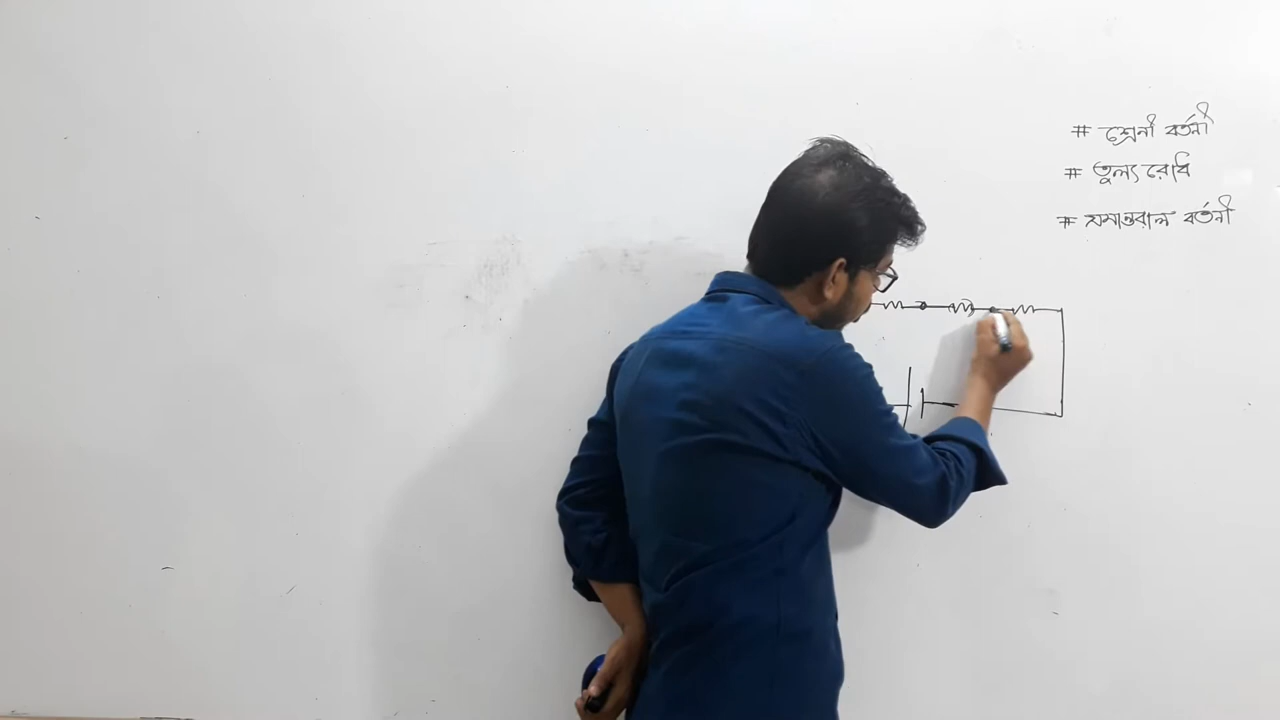 # শ্রেনী বর্তনী
# তুল্য রোধ
# সমান্তরাল বর্তনী